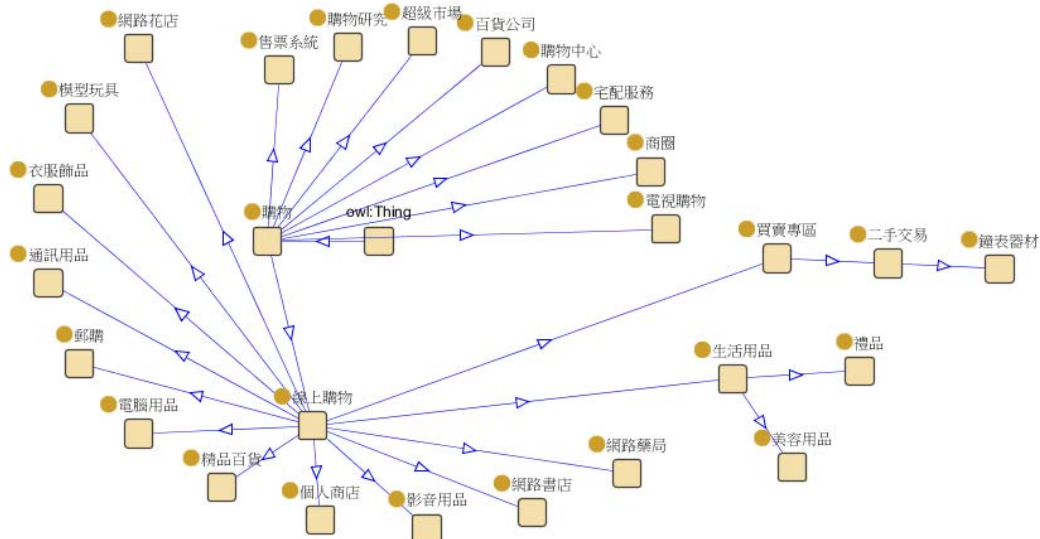 網路花店
售票系統
購物研究
超級市場
百貨公司
購物中心
模型玩具
宅配服務
商圈
衣服飾品
購物
owl:Thing
電視購物
通訊用品
買賣專區
二手交易
鐘表器材
郵購
生活用品
禮品
電腦用品
線上購物
精品百貨
個人商店
影音用品
網路書店
網路藥局
美容用品